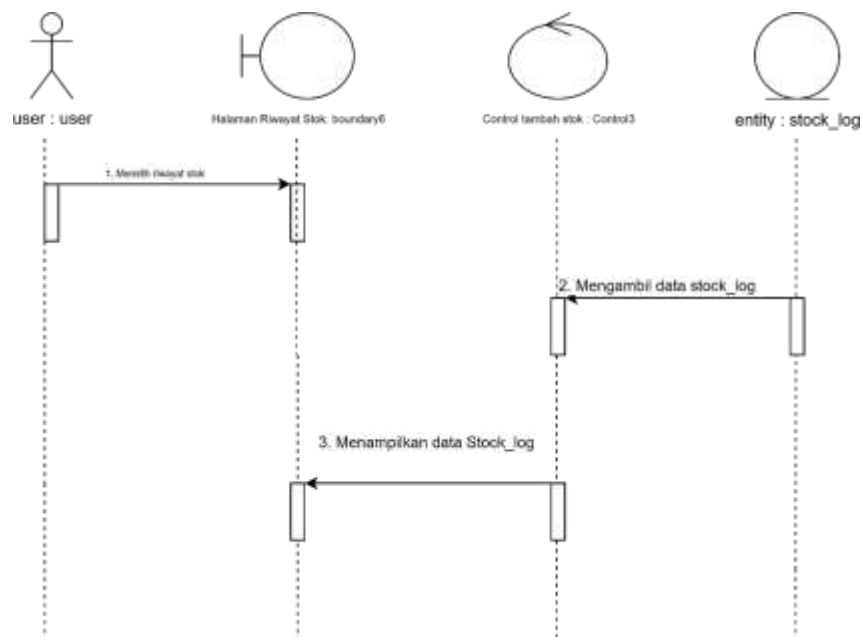 user : user
Halaman Riwayat Stok: boundary6
Control tambah stok : Control3
entity : stock_log
1. Memilih riwayat stok
2. Mengambil data stock_log
3. Menampilkan data Stock_log